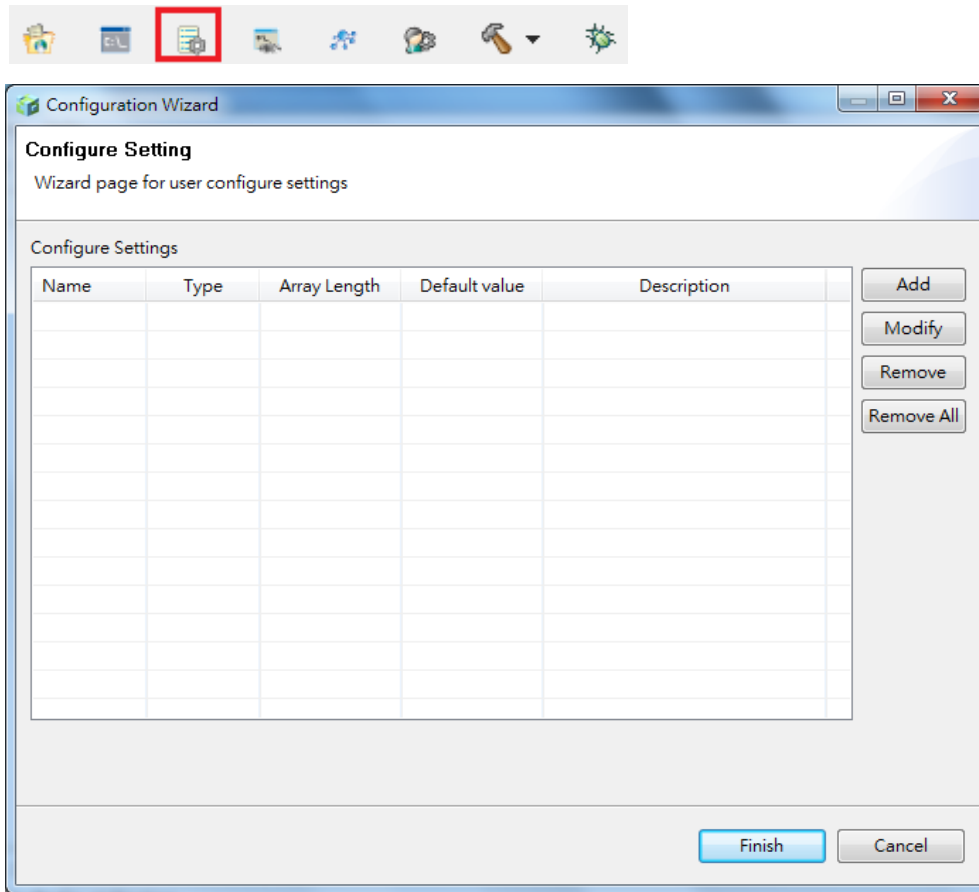 C:\.
Configuration Wizard
Configure Setting
Wizard page for user configure settings
Configure Settings
Name Type Array Length Default value Description
Add
Modify
Remove
Remove All
Finish Cancel